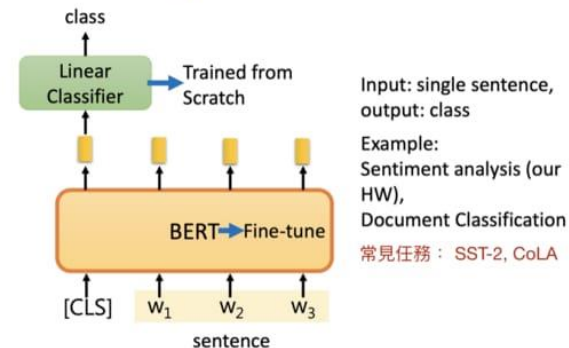 class
Linear
Classifier
Trained from
Scratch
BERT Fine-tune
[CLS] w1 w2 w3
sentence
Input: single sentence,
output: class
Example:
Sentiment analysis (our
HW),
Document Classification
常見任務： SST-2, CoLA